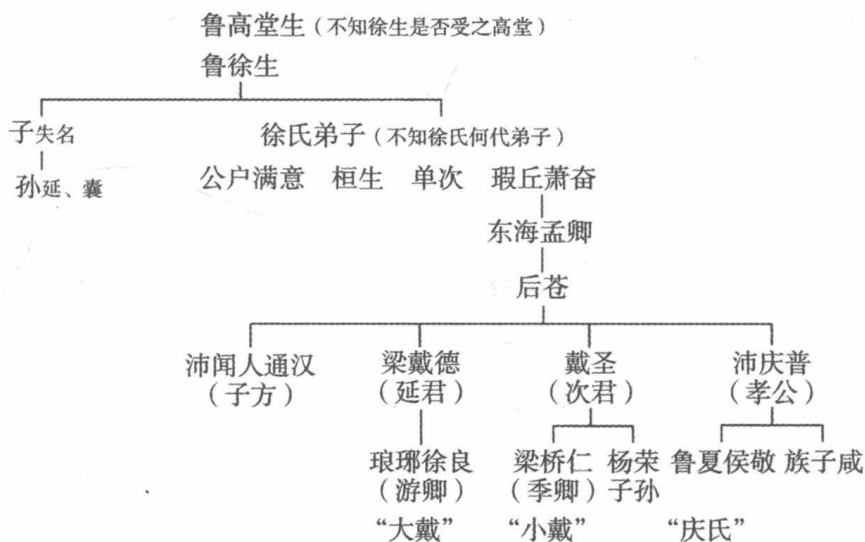 鲁高堂生（不知徐生是否受之高堂）
鲁徐生
子失名 徐氏弟子（不知徐氏何代弟子）
孙延、囊 公户满意 桓生 单次 瑕丘萧奋
东海孟卿
后苍
沛闻人通汉 梁戴德 戴圣 沛庆普
（子方） （延君） （次君） （孝公）
琅琊徐良 梁桥仁 杨荣 鲁夏侯敬 族子咸
（游卿） （季卿） 子孙
“大戴” “小戴” “庆氏”